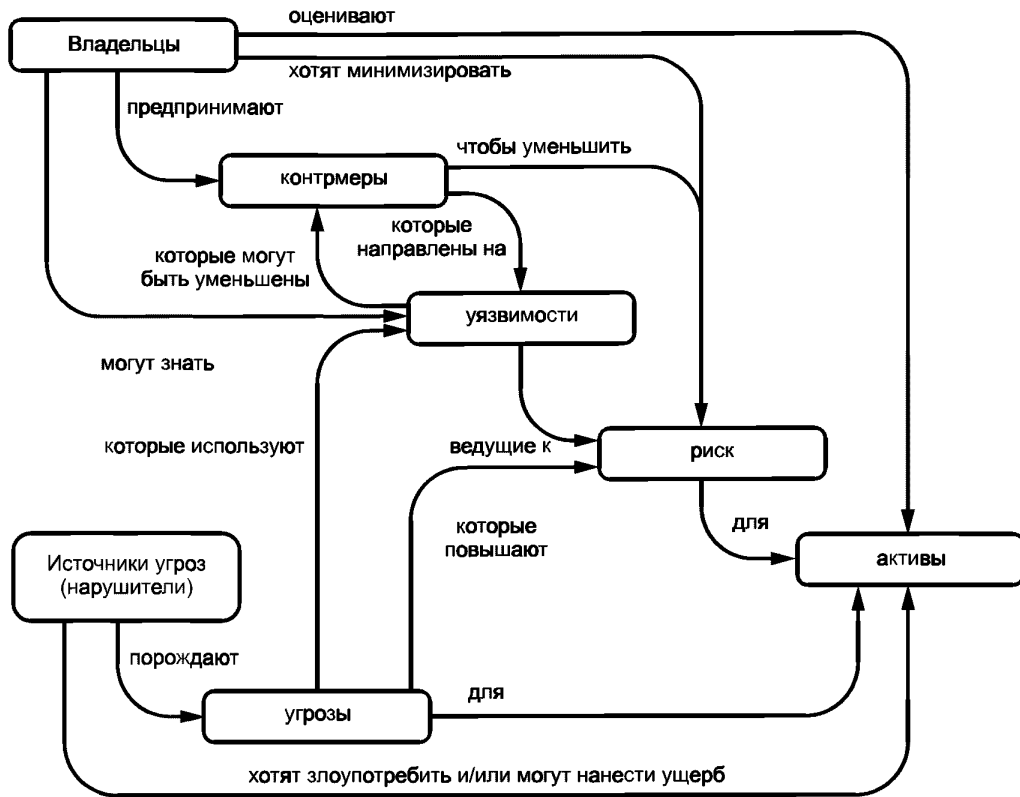 оценивают
Владельцы
хотят минимизировать
предпринимают
чтобы уменьшить
контрмеры
которые
направлены на
которые могут
быть уменьшены
уязвимости
могут знать
которые используют
ведущие к
риск
которые
повышают
для
Источники угроз
(нарушители)
активы
порождают
для
угрозы
хотят злоупотребить и/или могут нанести ущерб